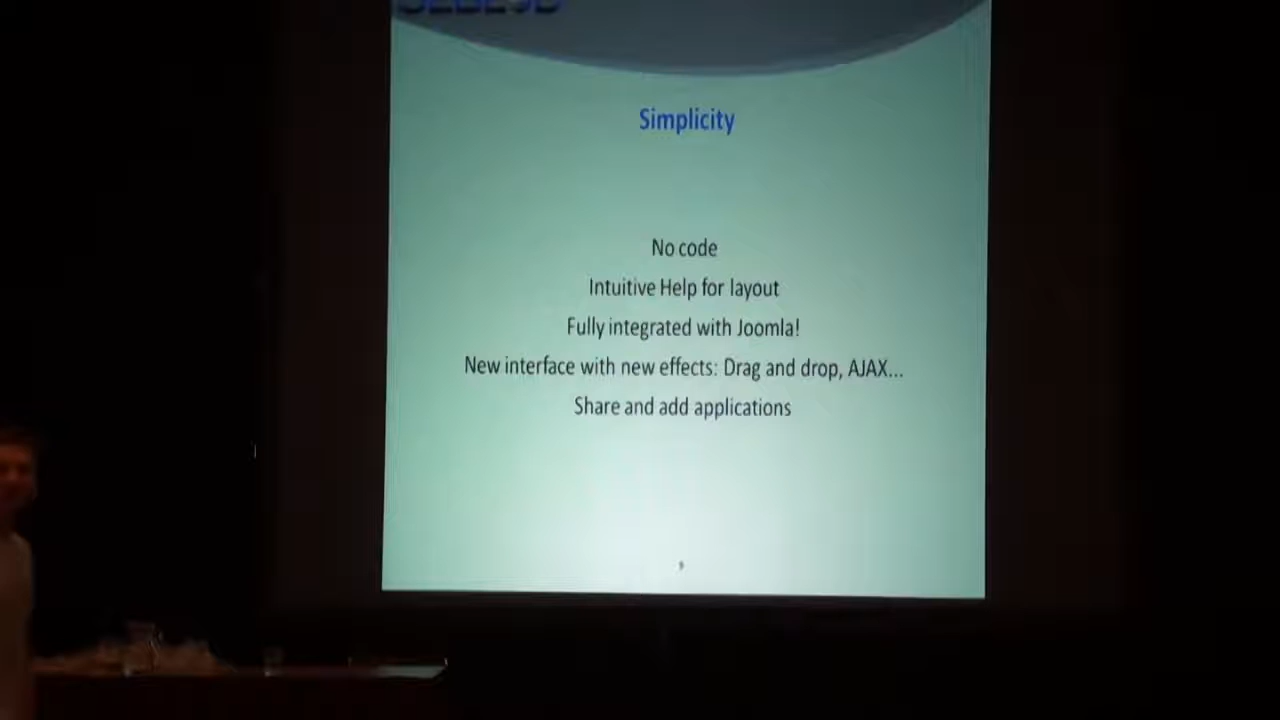 Simplicity
No code
Intuitive Help for layout
Fully integrated with Joomla!
New interface with new effects: Drag and drop, AJAX...
Share and add applications